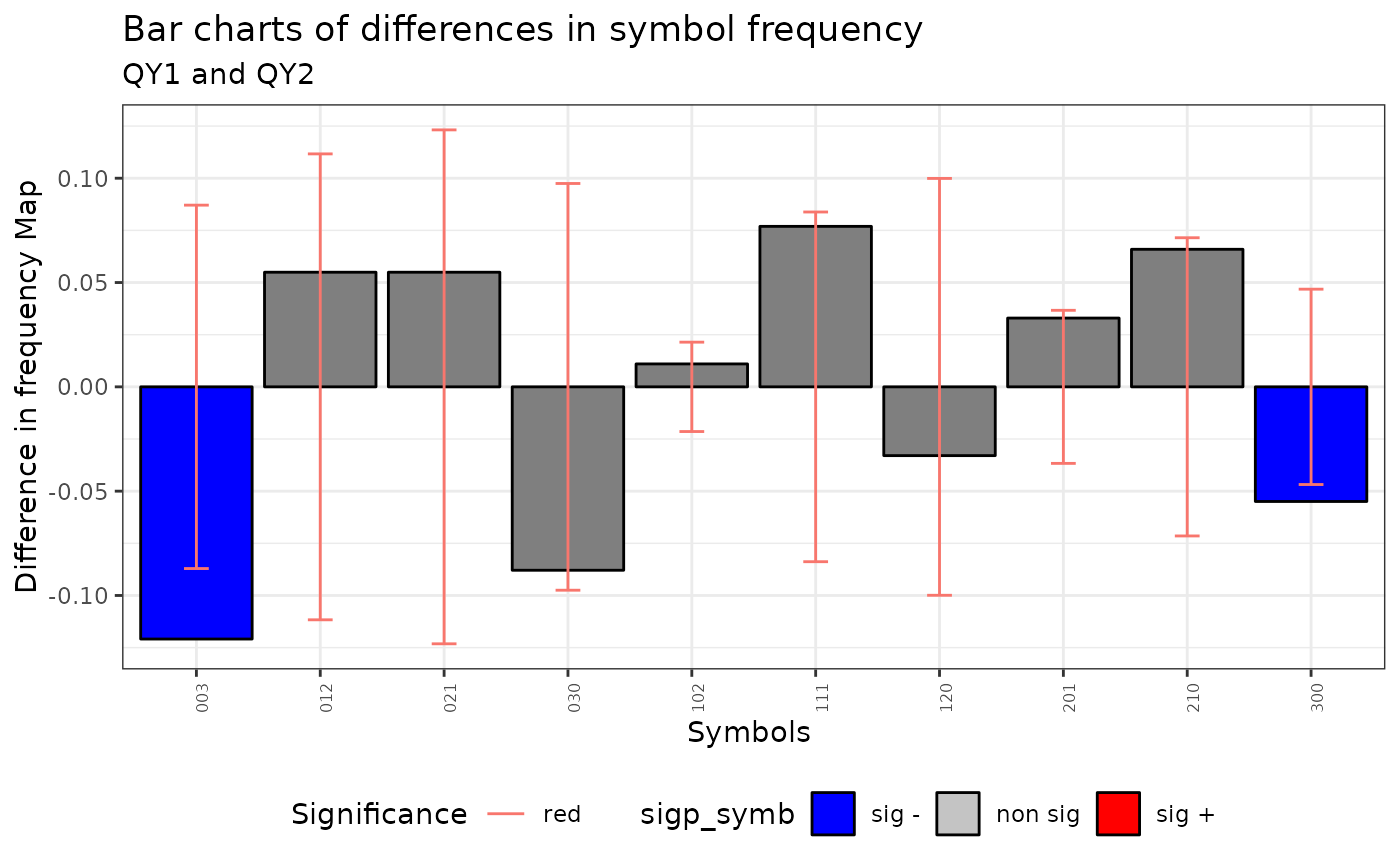 Bar charts of differences in symbol frequency
QY1 and QY2
Difference in frequency Map
0.10
0.05
0.00
-0.05
-0.10
003 012 021 030 102 111 120 201 210 300
Symbols
Significance red sigp_symb sig - non sig sig +